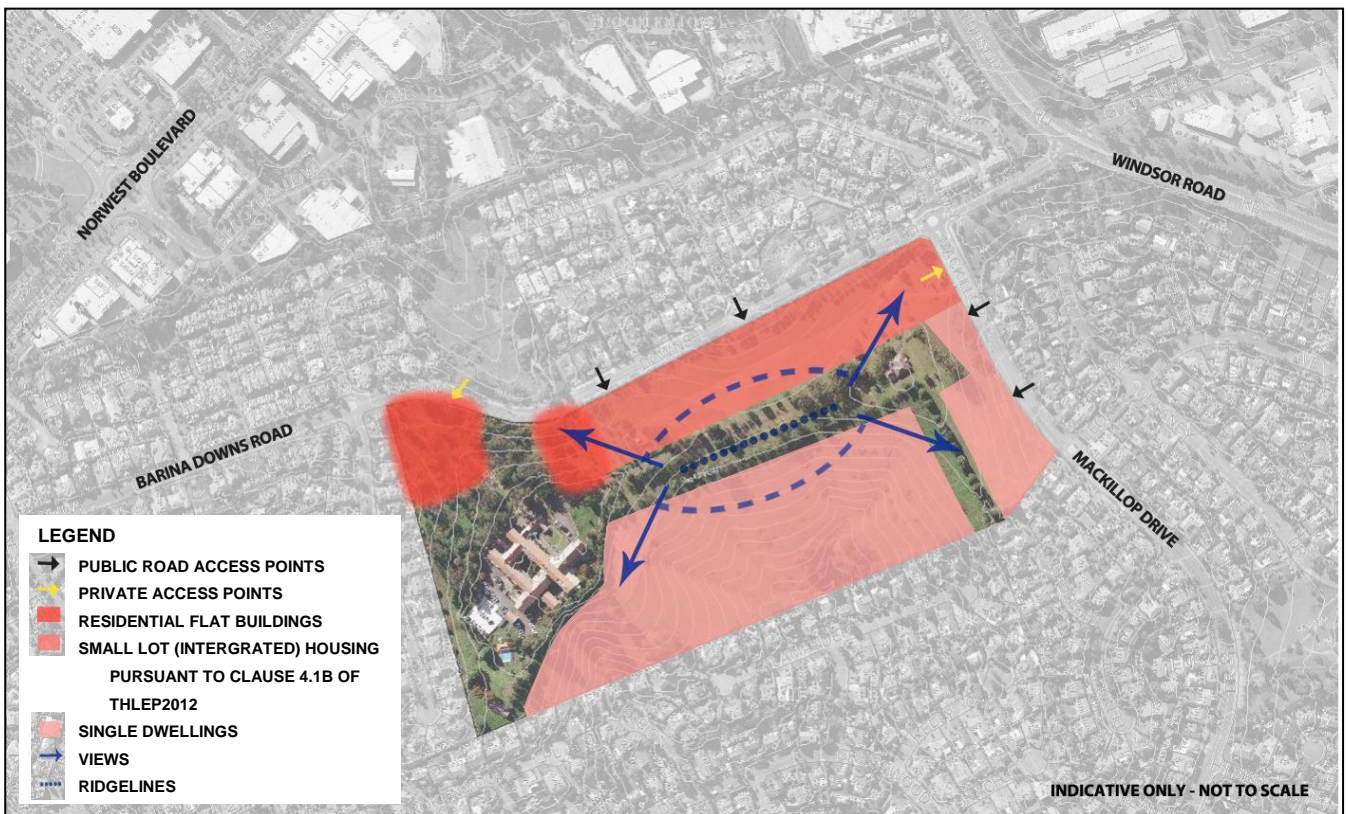 NORWEST BOULEVARD
WINDSOR ROAD
BARINA DOWNS ROAD
MACKILLOP DRIVE
LEGEND
PUBLIC ROAD ACCESS POINTS
PRIVATE ACCESS POINTS
RESIDENTIAL FLAT BUILDINGS
SMALL LOT (INTERGRATED) HOUSING
PURSUANT TO CLAUSE 4.1B OF
THLEP2012
SINGLE DWELLINGS
VIEWS
RIDGELINES
INDICATIVE ONLY - NOT TO SCALE